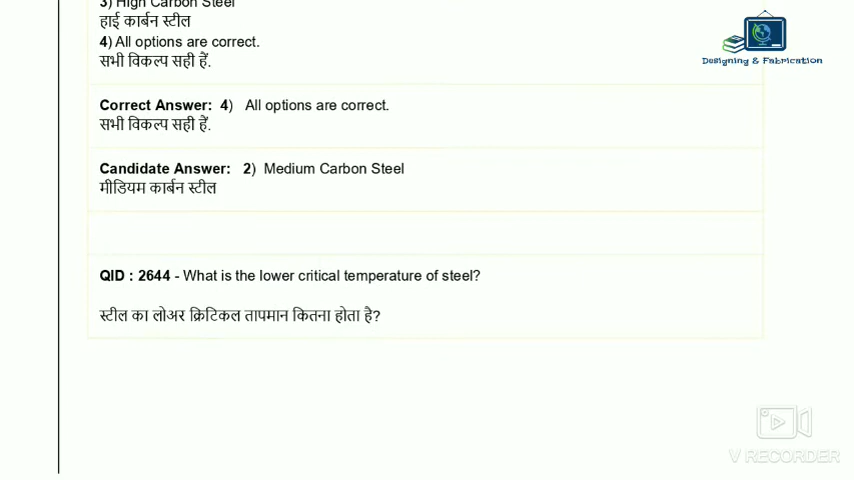 3) High Carbon Steel
हाई कार्बन स्टील
4) All options are correct.
सभी विकल्प सही हैं.
Designing & Fabrication
Correct Answer: 4) All options are correct.
सभी विकल्प सही हैं.
Candidate Answer: 2) Medium Carbon Steel
मीडियम कार्बन स्टील
QID : 2644 - What is the lower critical temperature of steel?
स्टील का लोअर क्रिटिकल तापमान कितना होता है?
V RECORDER